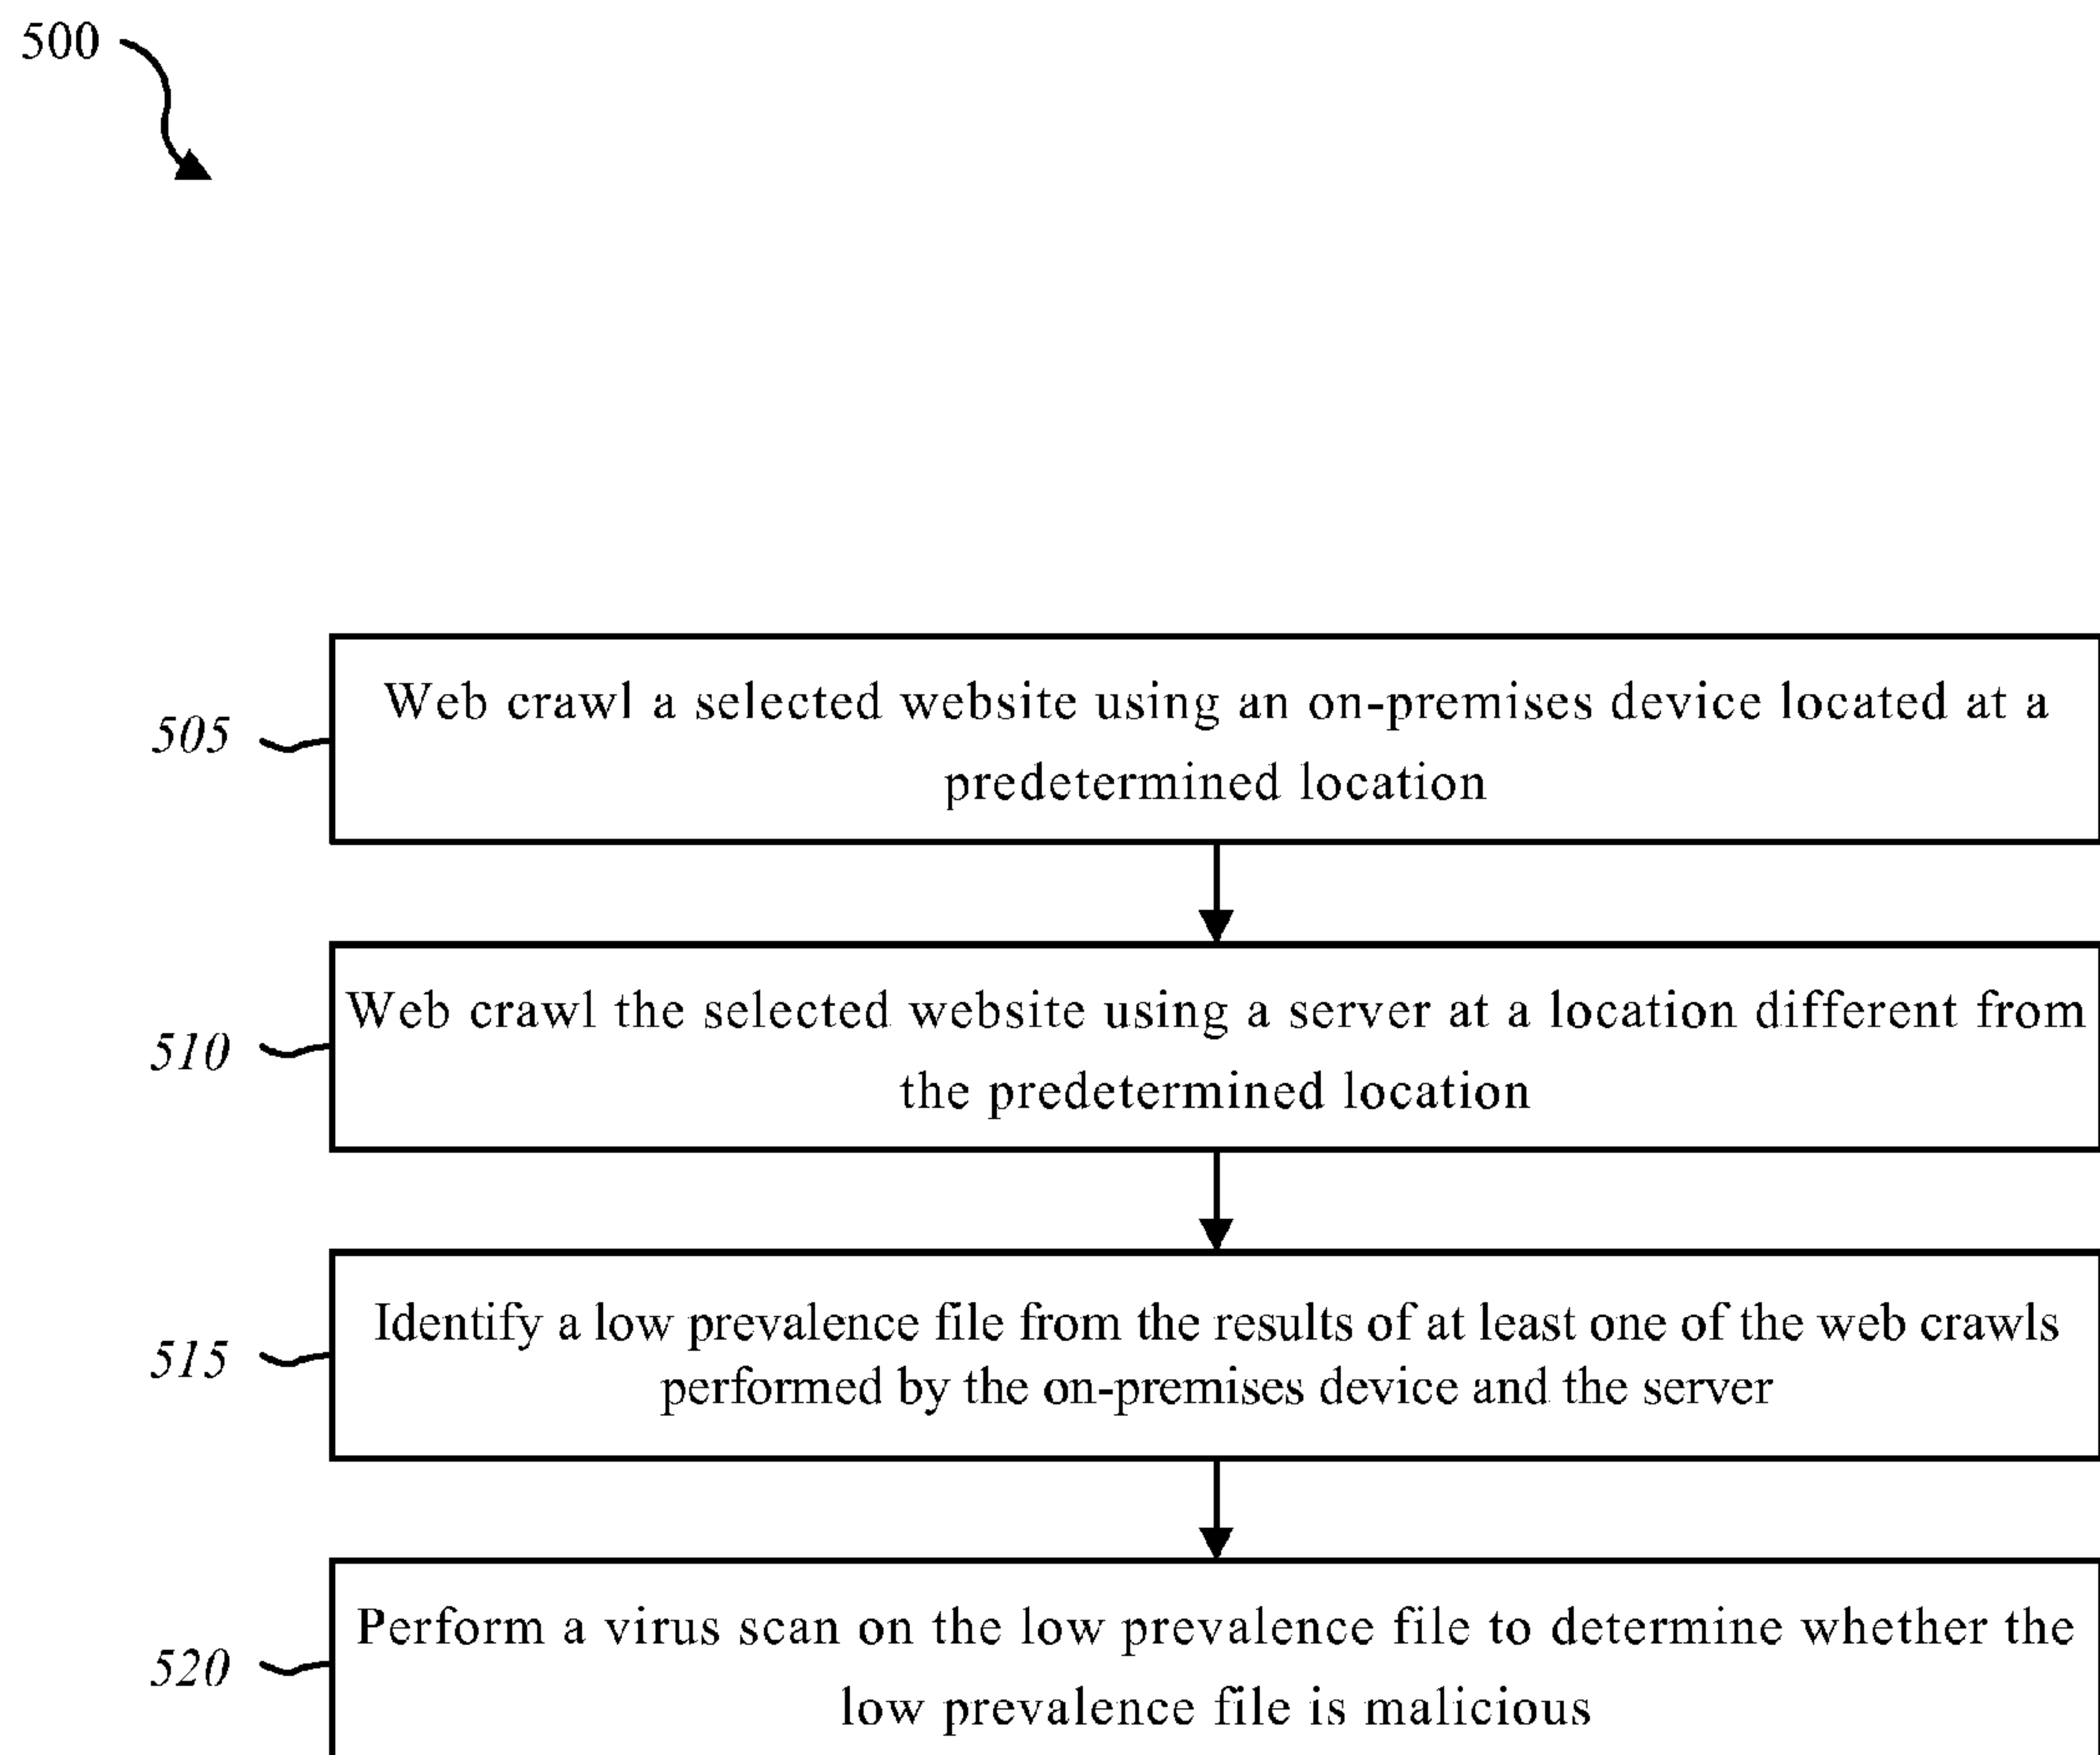 500
505
Web crawl a selected website using an on-premises device located at a
predetermined location
510
Web crawl the selected website using a server at a location different from
the predetermined location
515
Identify a low prevalence file from the results of at least one of the web crawls
performed by the on-premises device and the server
520
Perform a virus scan on the low prevalence file to determine whether the
low prevalence file is malicious